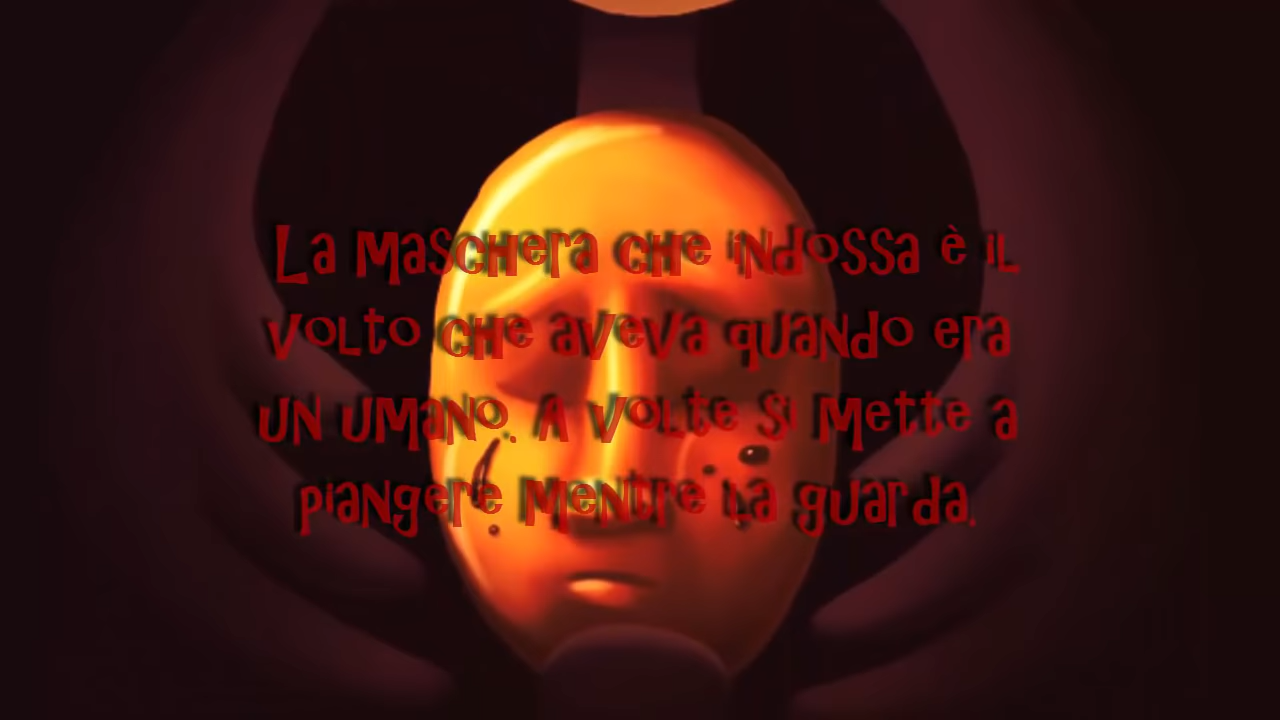 La maschera che indossa è il
volto che aveva quando era
un umano. A volte si mette a
piangere mentre la guarda.